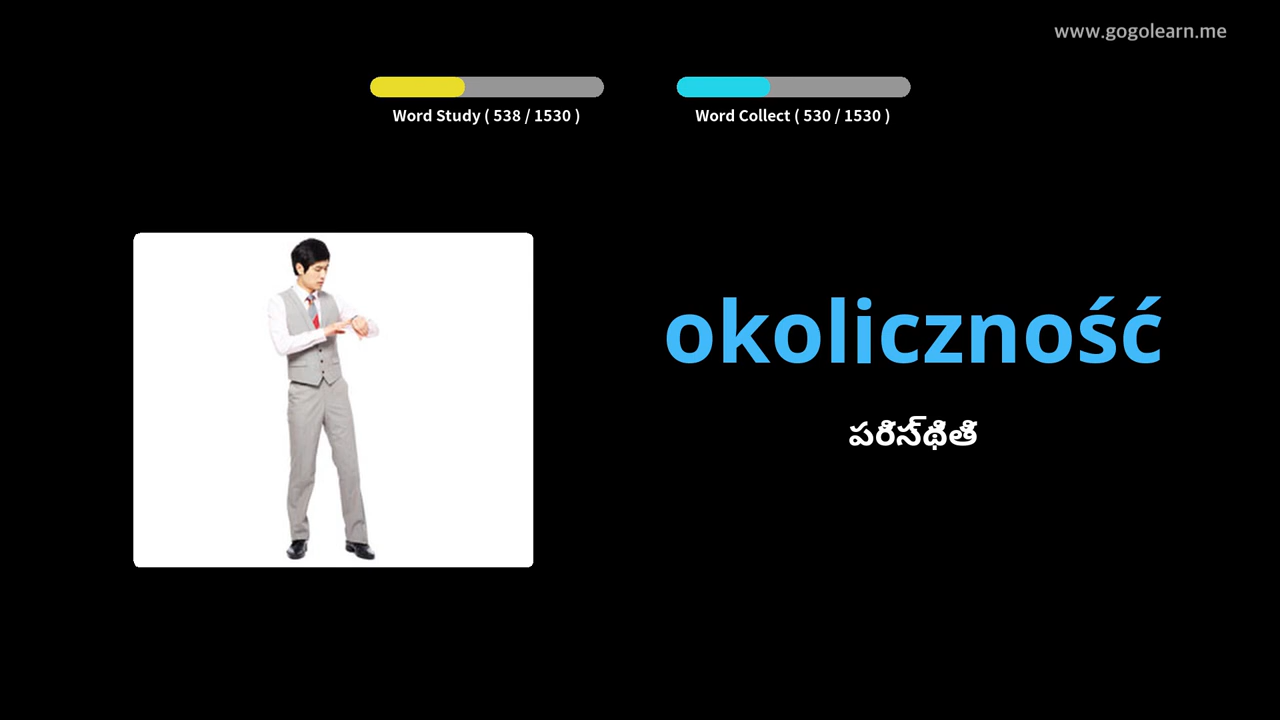 www.gogolearn.me
Word Study ( 538 / 1530 )
Word Collect ( 530 / 1530 )
okoliczność
పరిస్థితి